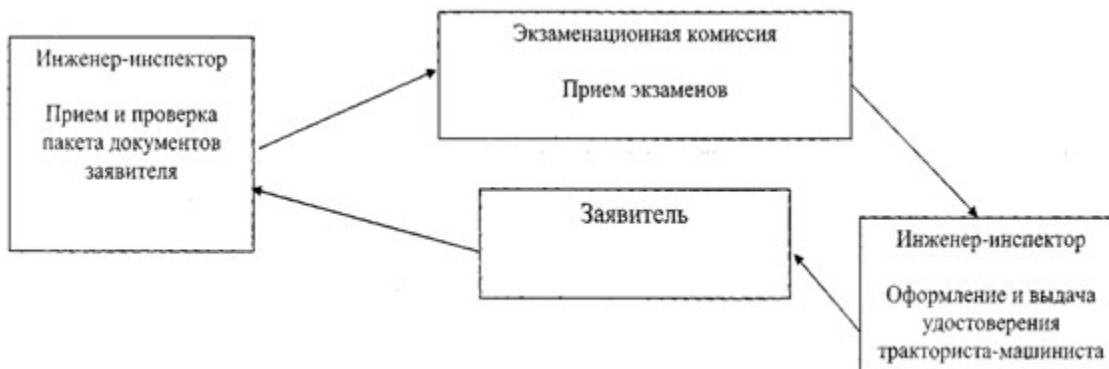 Инженер-инспектор
Прием и проверка
пакета документов
заявителя
Экзаменационная комиссия
Прием экзаменов
Заявитель
Инженер-инспектор
Оформление и выдача
удостоверения
тракториста-машиниста